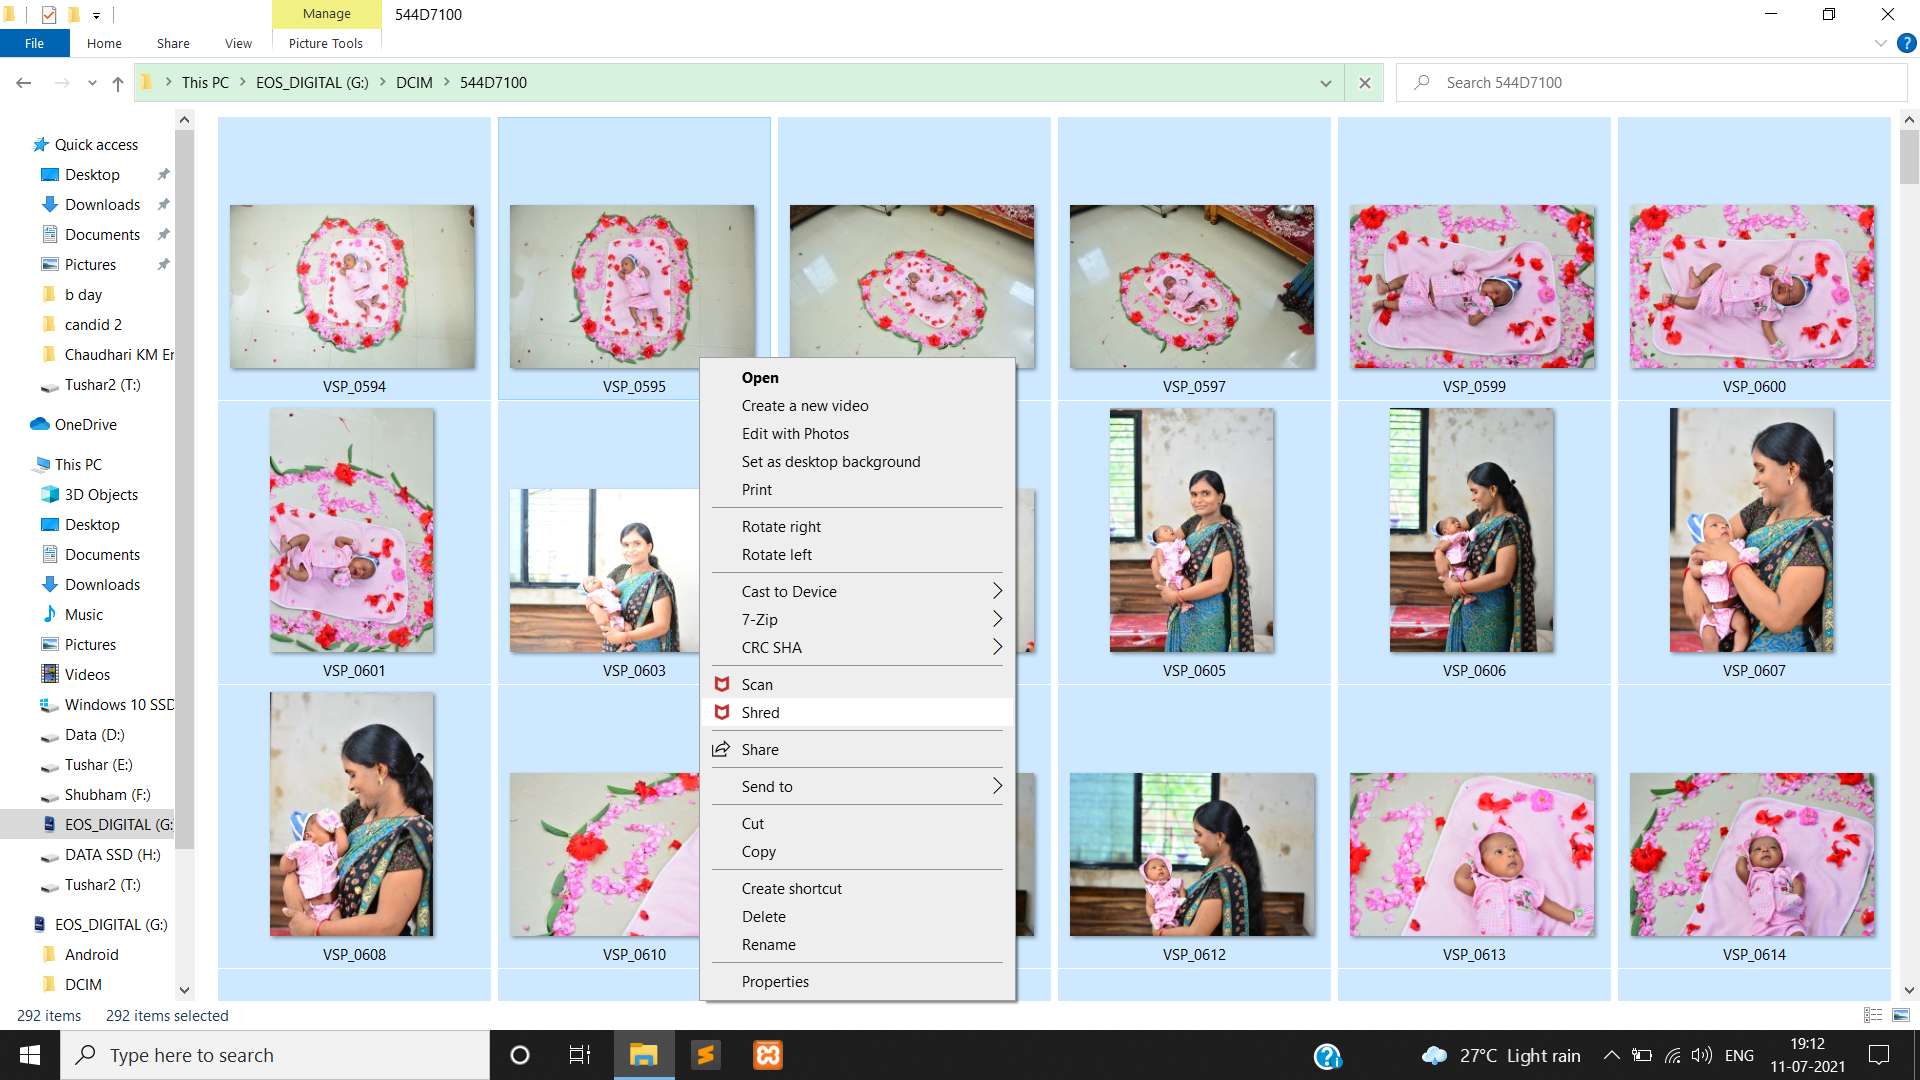 Manage
544D7100
File
Home
Share
View
Picture Tools
?
This PC
EOS_DIGITAL (G:)
DCIM
544D7100
Search 544D7100
Quick access
Desktop
Downloads
Documents
Pictures
b day
candid 2
Chaudhari KM Er
Tushar2 (T:)
OneDrive
This PC
3D Objects
Desktop
Documents
Downloads
Music
Pictures
Videos
Windows 10 SSD
Data (D:)
Tushar (E:)
Shubham (F:)
EOS_DIGITAL (G:
DATA SSD (H:)
Tushar2 (T:)
EOS_DIGITAL (G:)
Android
DCIM
VSP_0594
VSP_0595
VSP_0597
VSP_0599
VSP_0600
VSP_0601
VSP_0603
VSP_0605
VSP_0606
VSP_0607
VSP_0608
VSP_0610
VSP_0612
VSP_0613
VSP_0614
Open
Create a new video
Edit with Photos
Set as desktop background
Print
Rotate right
Rotate left
Cast to Device
7-Zip
CRC SHA
Scan
Shred
Share
Send to
Cut
Copy
Create shortcut
Delete
Rename
Properties
292 items
292 items selected
Type here to search
27°C Light rain
ENG
19:12
11-07-2021